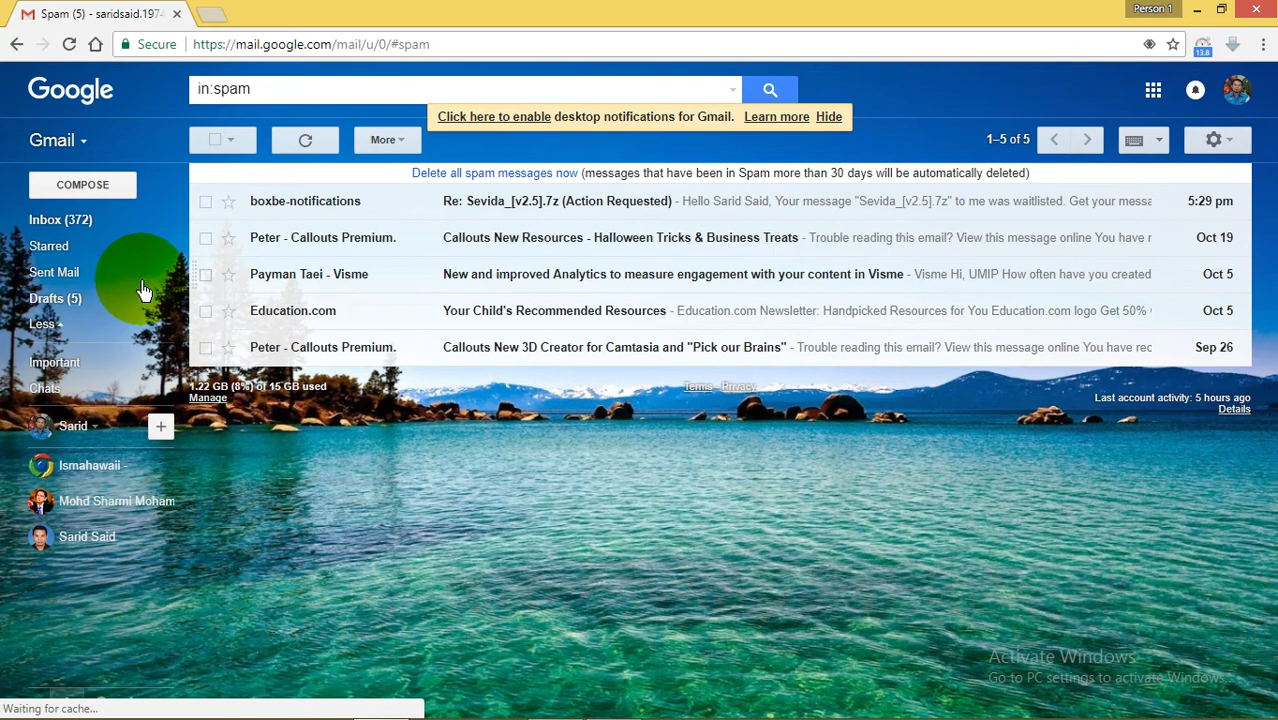 Spam (5) - saridsaid.1974
Person 1
Secure
https://mail.google.com/mail/u/0/#spam
13.8
Google
in:spam
Click here to enable desktop notifications for Gmail. Learn more Hide
Gmail
More
1–5 of 5
COMPOSE
Inbox (372)
Starred
Sent Mail
Drafts (5)
Less
Important
Chats
Sarid
Ismahawaii -
Mohd Sharmi Moham
Sarid Said
Delete all spam messages now (messages that have been in Spam more than 30 days will be automatically deleted)
boxbe-notifications Re: Sevida_[v2.5].7z (Action Requested) - Hello Sarid Said, Your message "Sevida_[v2.5].7z" to me was waitlisted. Get your messa 5:29 pm
Peter - Callouts Premium. Callouts New Resources - Halloween Tricks & Business Treats - Trouble reading this email? View this message online You have r Oct 19
Payman Taei - Visme New and improved Analytics to measure engagement with your content in Visme - Visme Hi, UMIP How often have you created Oct 5
Education.com Your Child's Recommended Resources - Education.com Newsletter: Handpicked Resources for You Education.com logo Get 50% Oct 5
Peter - Callouts Premium. Callouts New 3D Creator for Camtasia and "Pick our Brains" - Trouble reading this email? View this message online You have rec Sep 26
1.22 GB (8%) of 15 GB used
Manage
Terms - Privacy
Last account activity: 5 hours ago
Details
Activate Windows
Go to PC settings to activate Windows.
Waiting for cache...